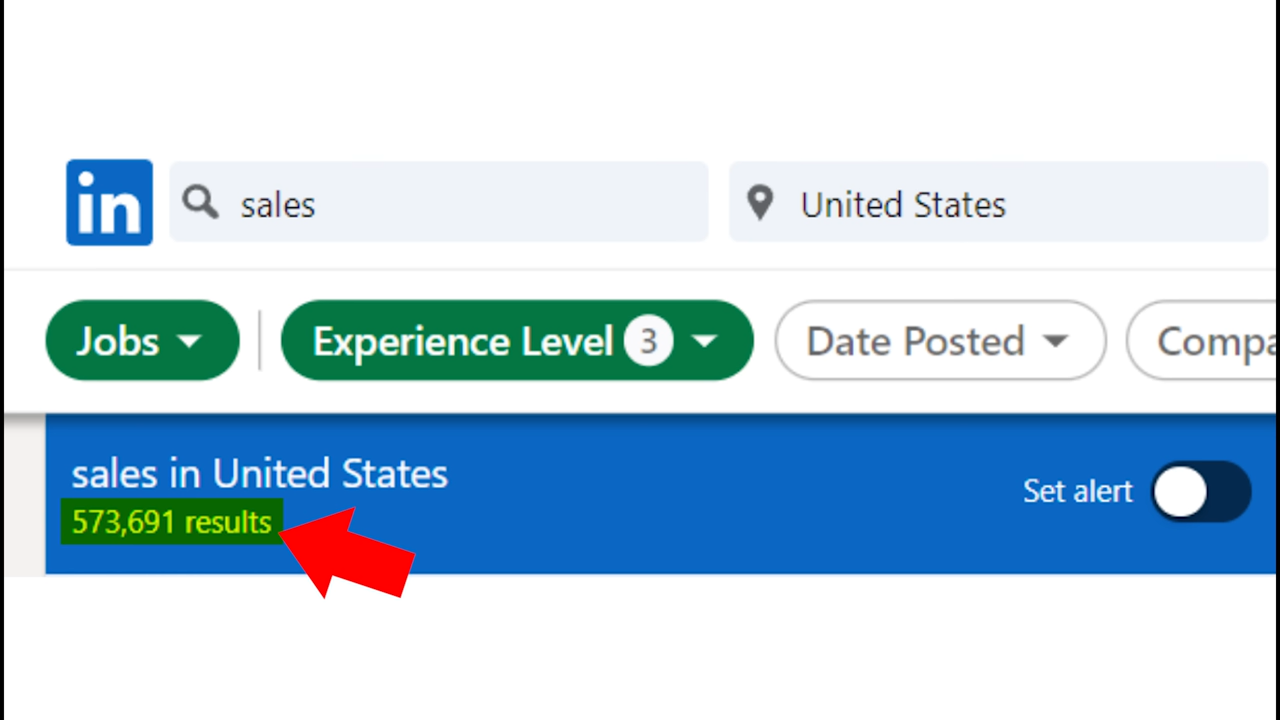 in sales United States
Jobs Experience Level 3 Date Posted Compa
sales in United States
573,691 results
Set alert